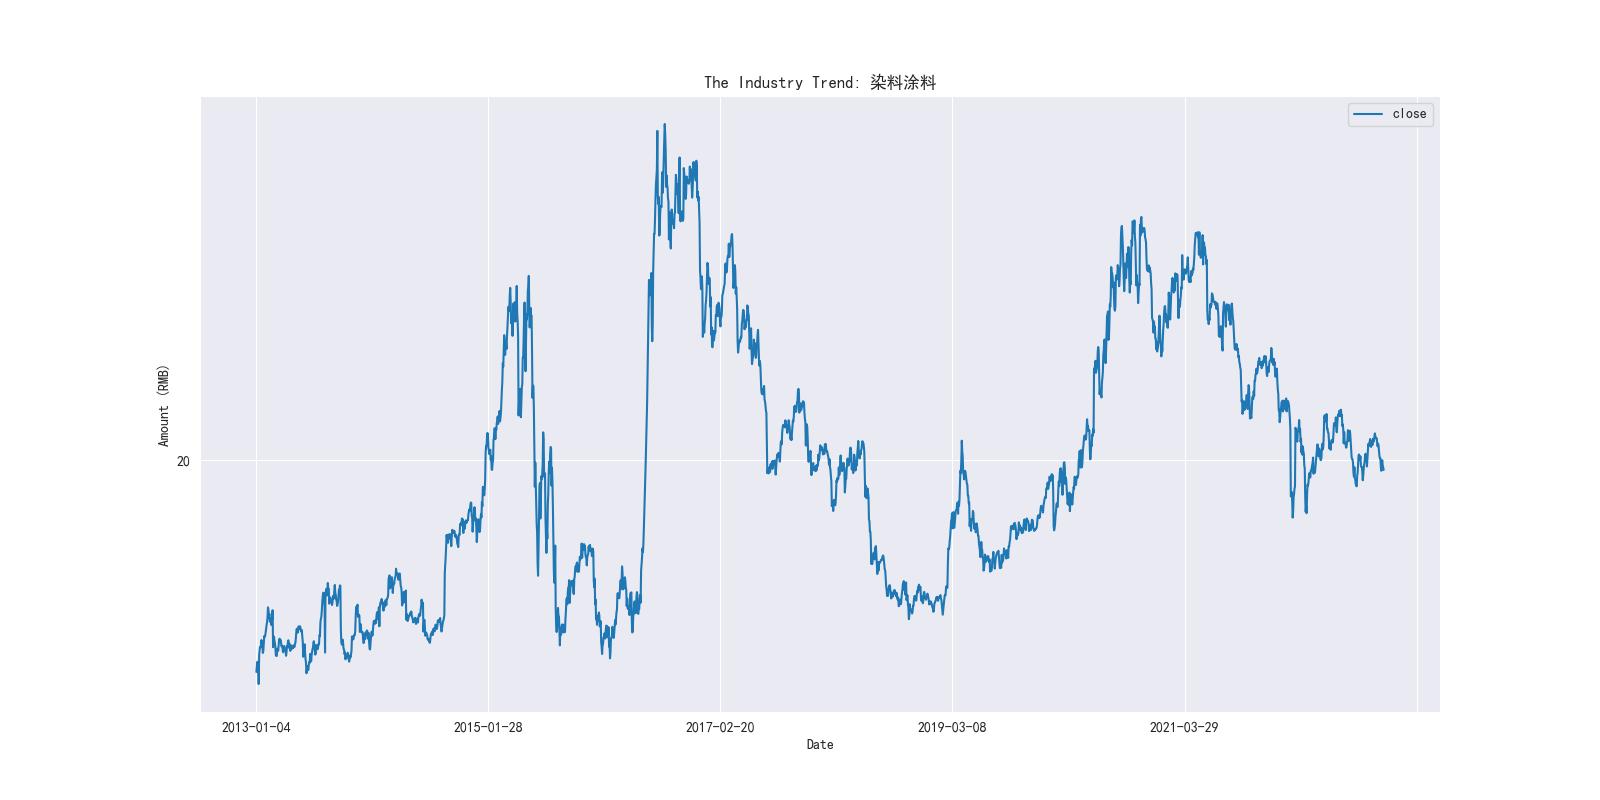 The Industry Trend: 染料涂料
close
Amount (RMB)
20
2013-01-04
2015-01-28
2017-02-20
2019-03-08
2021-03-29
Date